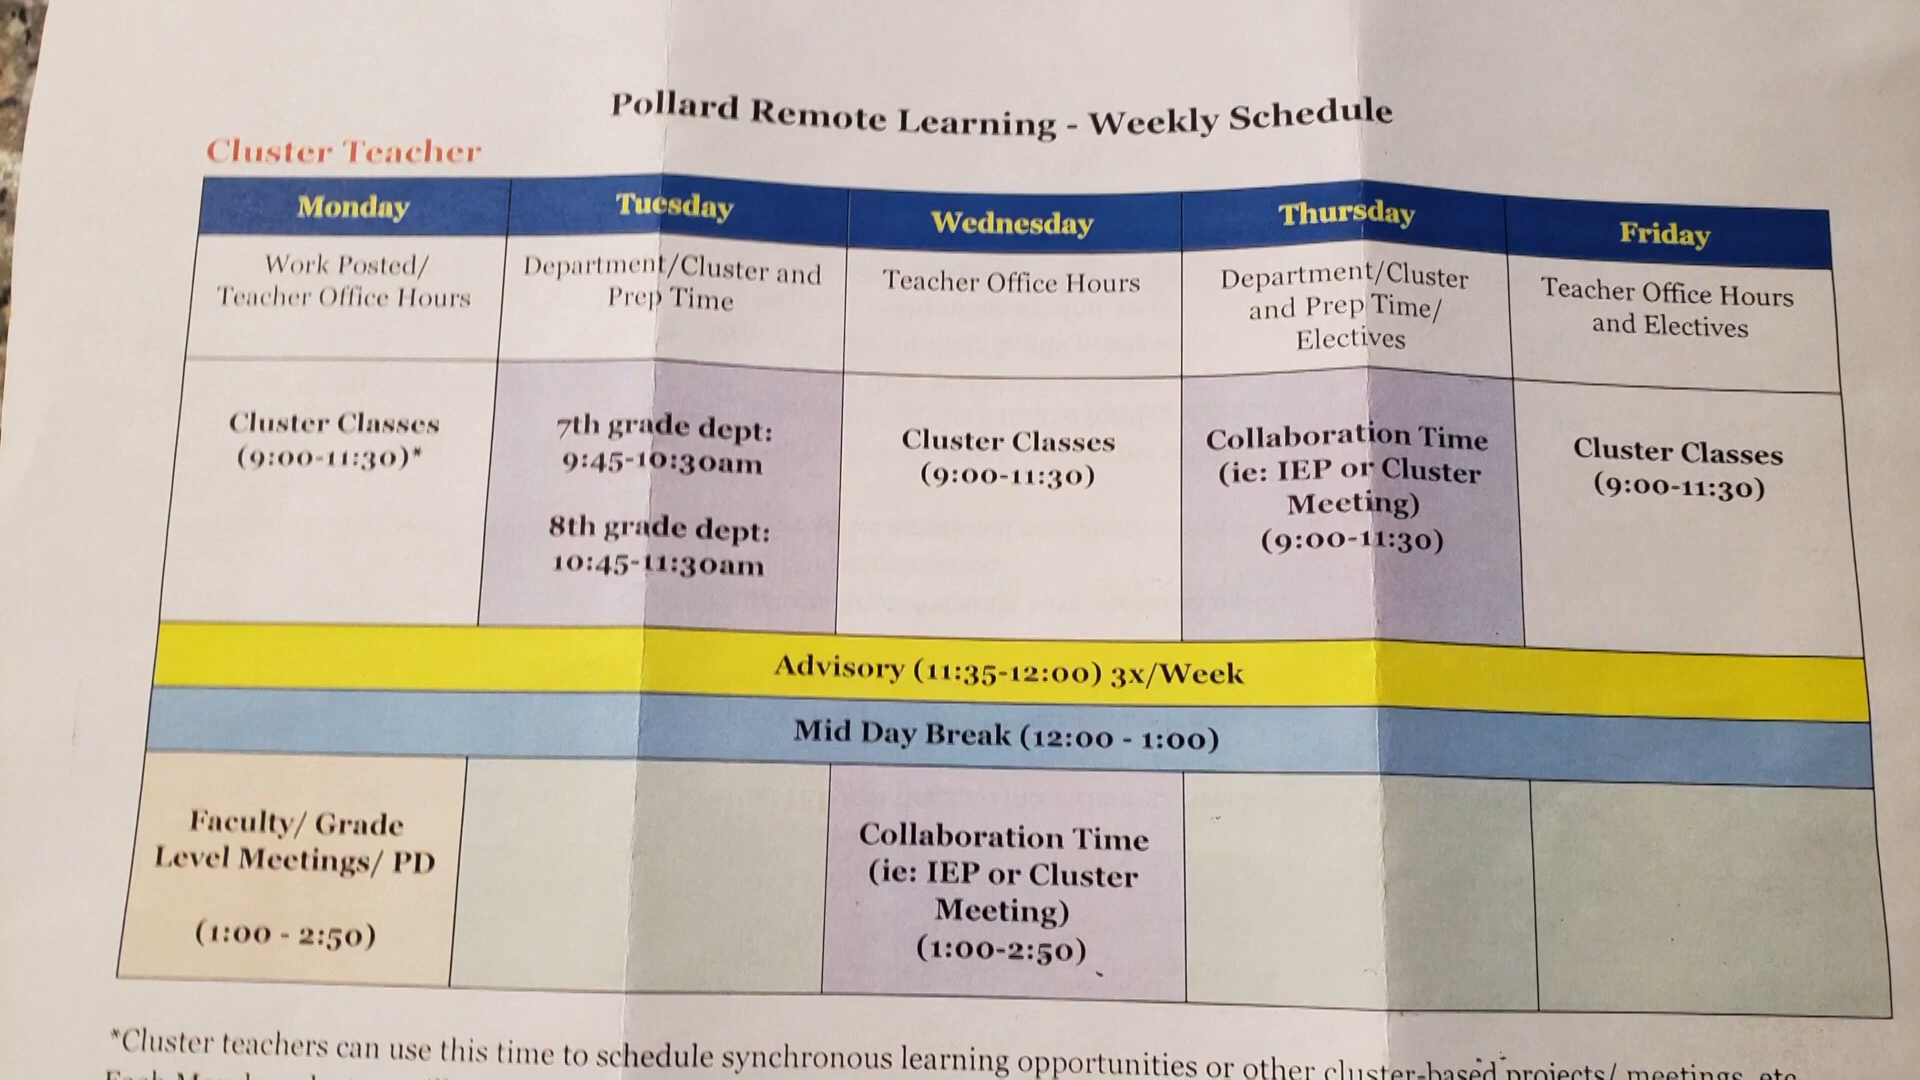 Pollard Remote Learning - Weekly Schedule
Cluster Teacher
Monday
Tuesday
Wednesday
Thursday
Friday
Work Posted/
Teacher Office Hours
Department/Cluster and
Prep Time
Teacher Office Hours
Department/Cluster
and Prep Time/
Electives
Teacher Office Hours
and Electives
Cluster Classes
(9:00-11:30)*
7th grade dept:
9:45-10:30am
8th grade dept:
10:45-11:30am
Cluster Classes
(9:00-11:30)
Collaboration Time
(ie: IEP or Cluster
Meeting)
(9:00-11:30)
Cluster Classes
(9:00-11:30)
Advisory (11:35-12:00) 3x/Week
Mid Day Break (12:00 - 1:00)
Faculty/ Grade
Level Meetings/ PD
(1:00 - 2:50)
Collaboration Time
(ie: IEP or Cluster
Meeting)
(1:00-2:50)
*Cluster teachers can use this time to schedule synchronous learning opportunities or other cluster-based projects/ meetings, etc